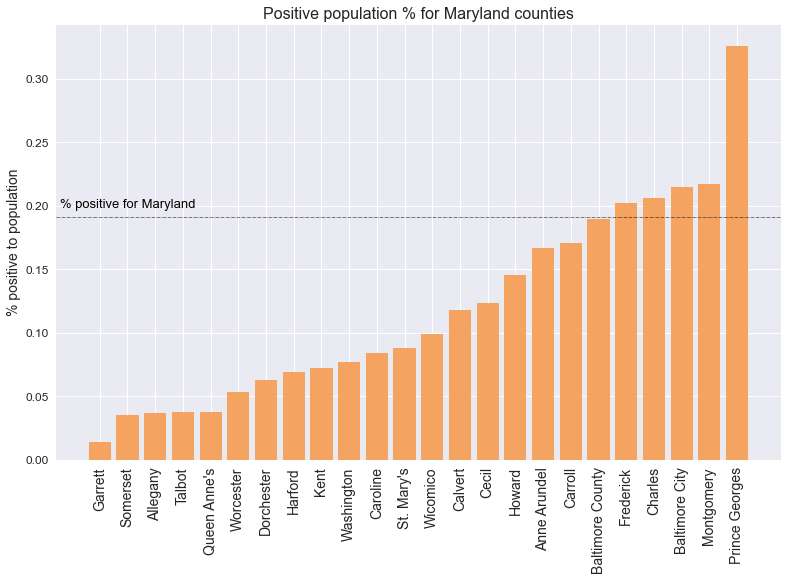 Positive population % for Maryland counties
% positive to population
0.30
0.25
0.20
0.15
0.10
0.05
0.00
% positive for Maryland
Garrett
Somerset
Allegany
Talbot
Queen Anne's
Worcester
Dorchester
Harford
Kent
Washington
Caroline
St. Mary's
Wicomico
Calvert
Cecil
Howard
Anne Arundel
Carroll
Baltimore County
Frederick
Charles
Baltimore City
Montgomery
Prince Georges